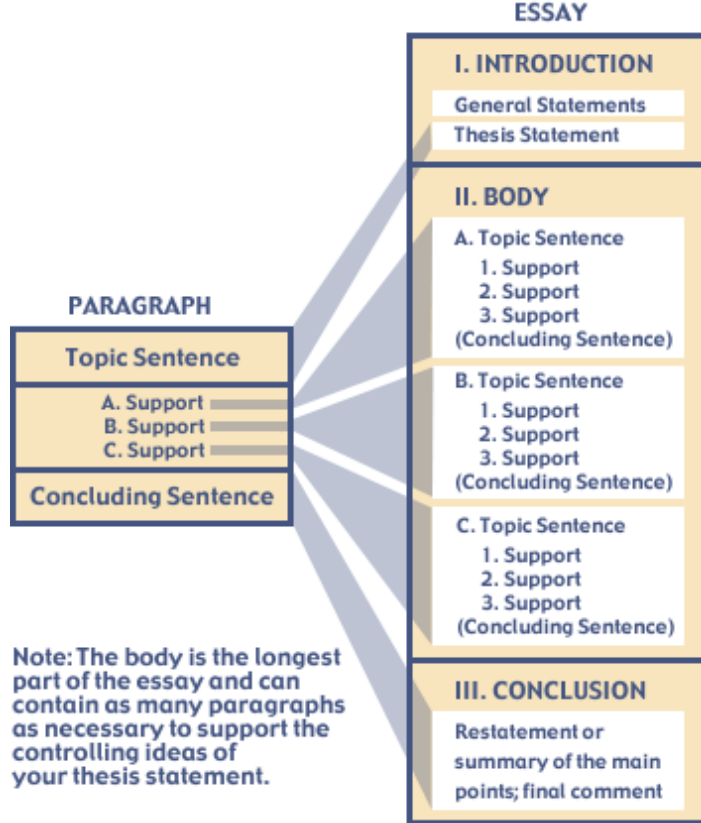 ESSAY
I. INTRODUCTION
General Statements
Thesis Statement
II. BODY
A. Topic Sentence
1. Support
2. Support
3. Support
(Concluding Sentence)
B. Topic Sentence
1. Support
2. Support
3. Support
(Concluding Sentence)
C. Topic Sentence
1. Support
2. Support
3. Support
(Concluding Sentence)
III. CONCLUSION
Restatement or
summary of the main
points; final comment
PARAGRAPH
Topic Sentence
A. Support
B. Support
C. Support
Concluding Sentence
Note: The body is the longest
part of the essay and can
contain as many paragraphs
as necessary to support the
controlling ideas of
your thesis statement.